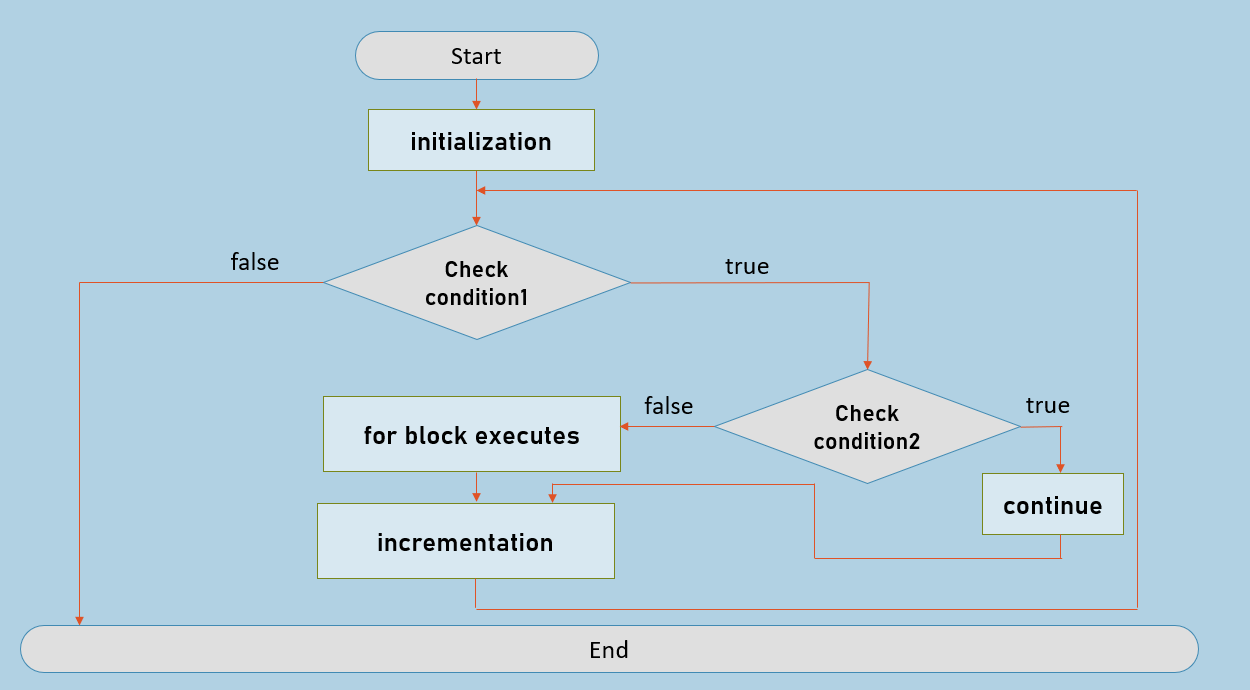 Start
initialization
false
true
Check
condition1
false
true
Check
condition2
for block executes
continue
incrementation
End